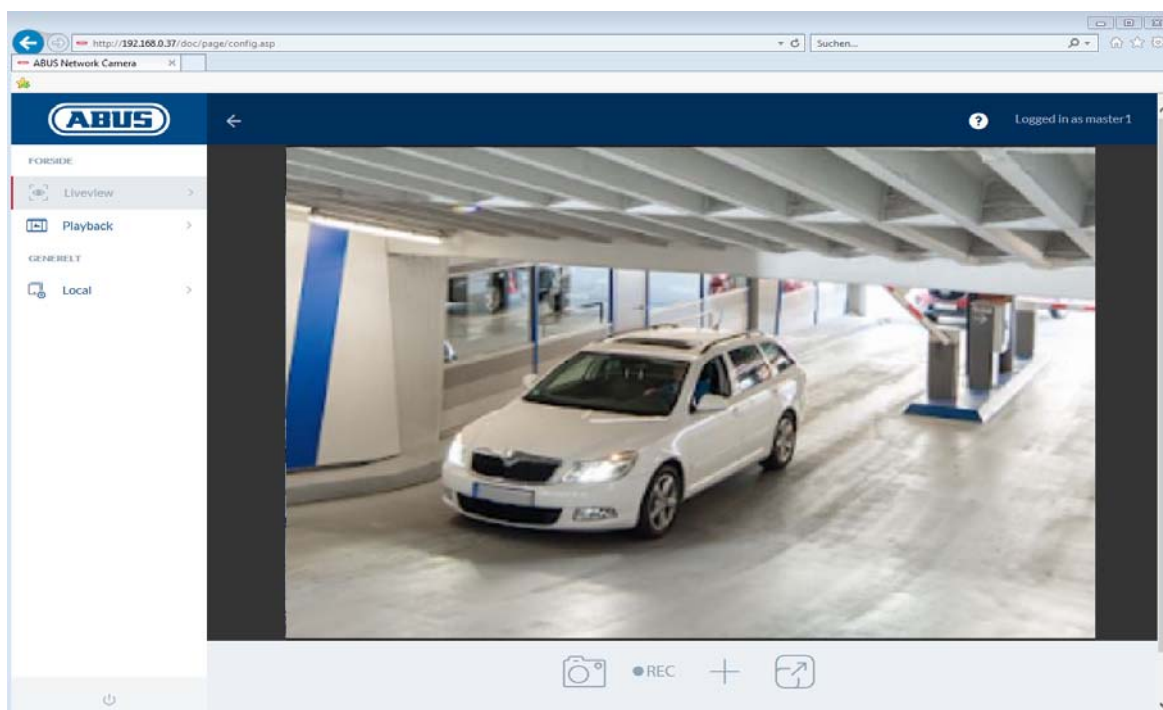 http://192.168.0.37/doc/page/config.asp
Suchen...
ABUS Network Camera
ABUS
Logged in as master1
FORSIDE
Liveview
Playback
GENERELT
Local
REC